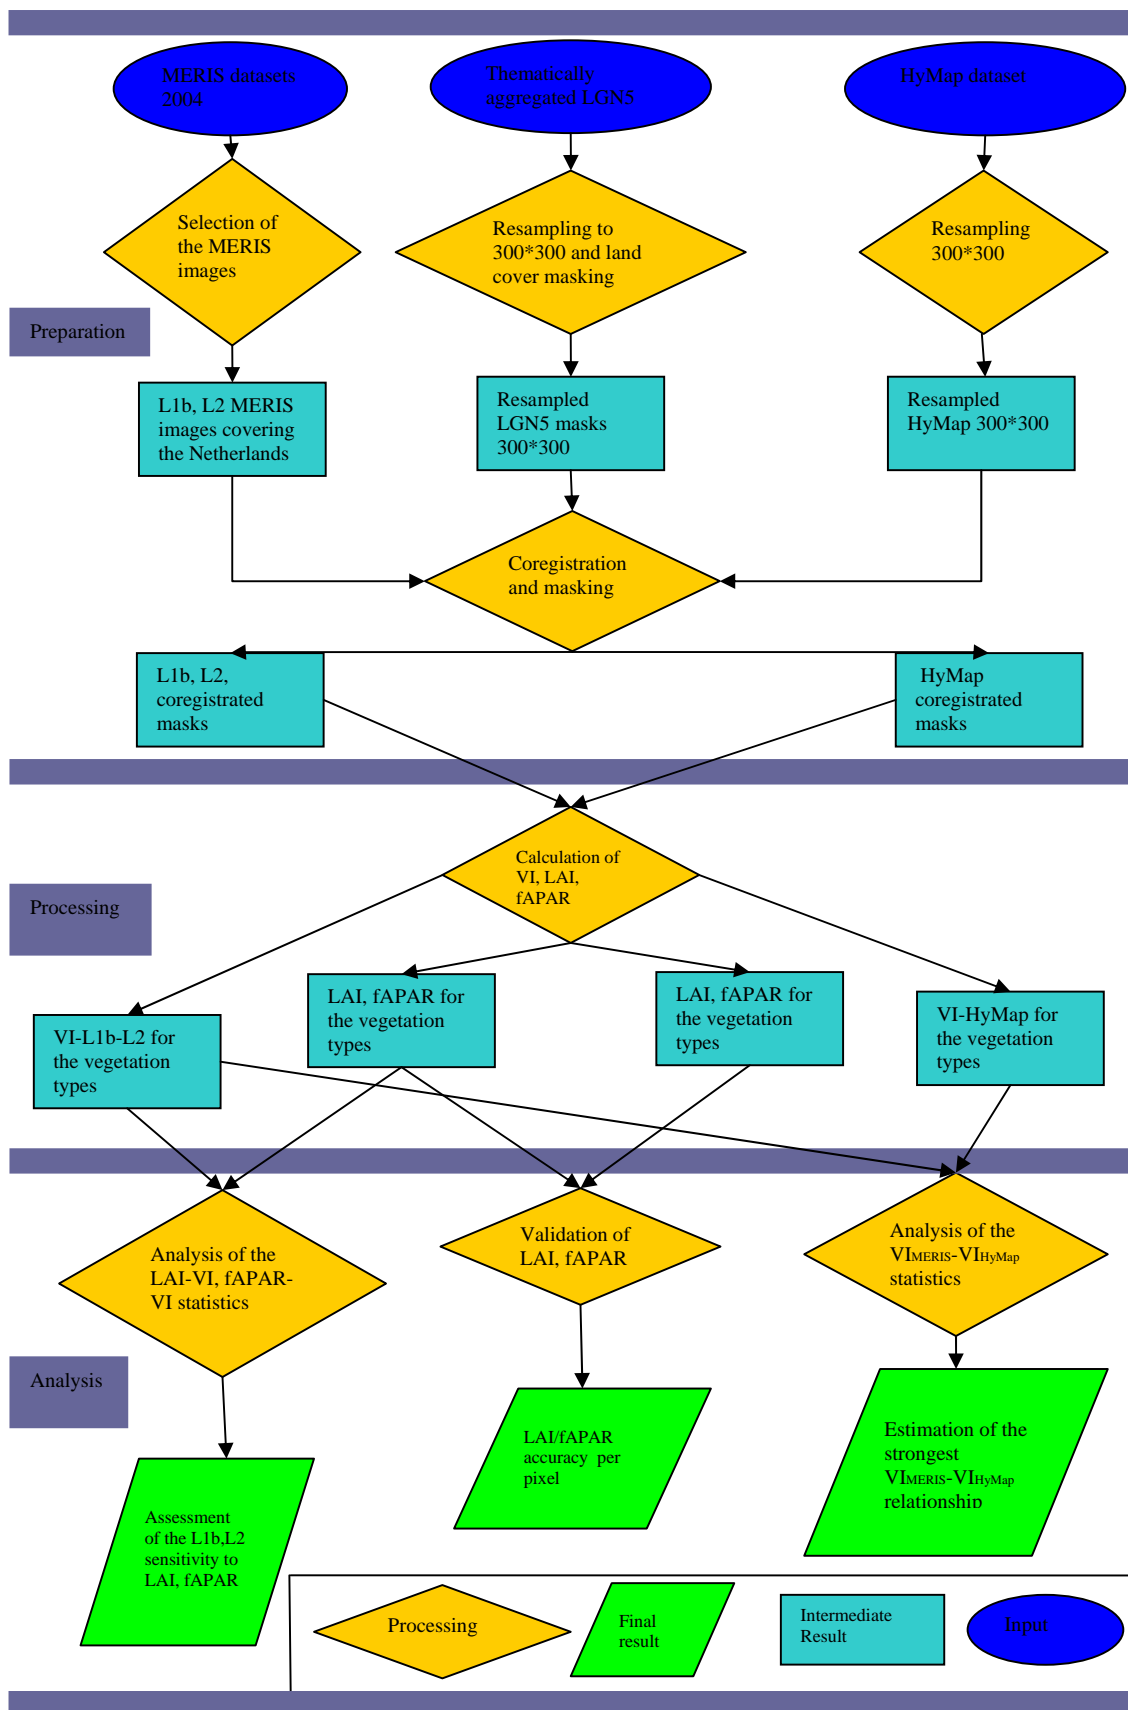 MERIS datasets
2004
Thematically
aggregated LGN5
HyMap dataset
Selection of
the MERIS
images
Resampling to
300*300 and land
cover masking
Resampling
300*300
Preparation
L1b, L2 MERIS
images covering
the Netherlands
Resampled
LGN5 masks
300*300
Resampled
HyMap 300*300
Coregistration
and masking
L1b, L2,
coregistrated
masks
HyMap
coregistrated
masks
Calculation of
VI, LAI,
fAPAR
Processing
VI-L1b-L2 for
the vegetation
types
LAI, fAPAR for
the vegetation
types
LAI, fAPAR for
the vegetation
types
VI-HyMap for
the vegetation
types
Analysis of the
LAI-VI, fAPAR-
VI statistics
Validation of
LAI, fAPAR
Analysis of the
VIMERIS-VIHyMap
statistics
Analysis
Assessment
of the L1b,L2
sensitivity to
LAI, fAPAR
LAI/fAPAR
accuracy per
pixel
Estimation of the
strongest
VIMERIS-VIHyMap
relationship
Processing
Final
result
Intermediate
Result
Input